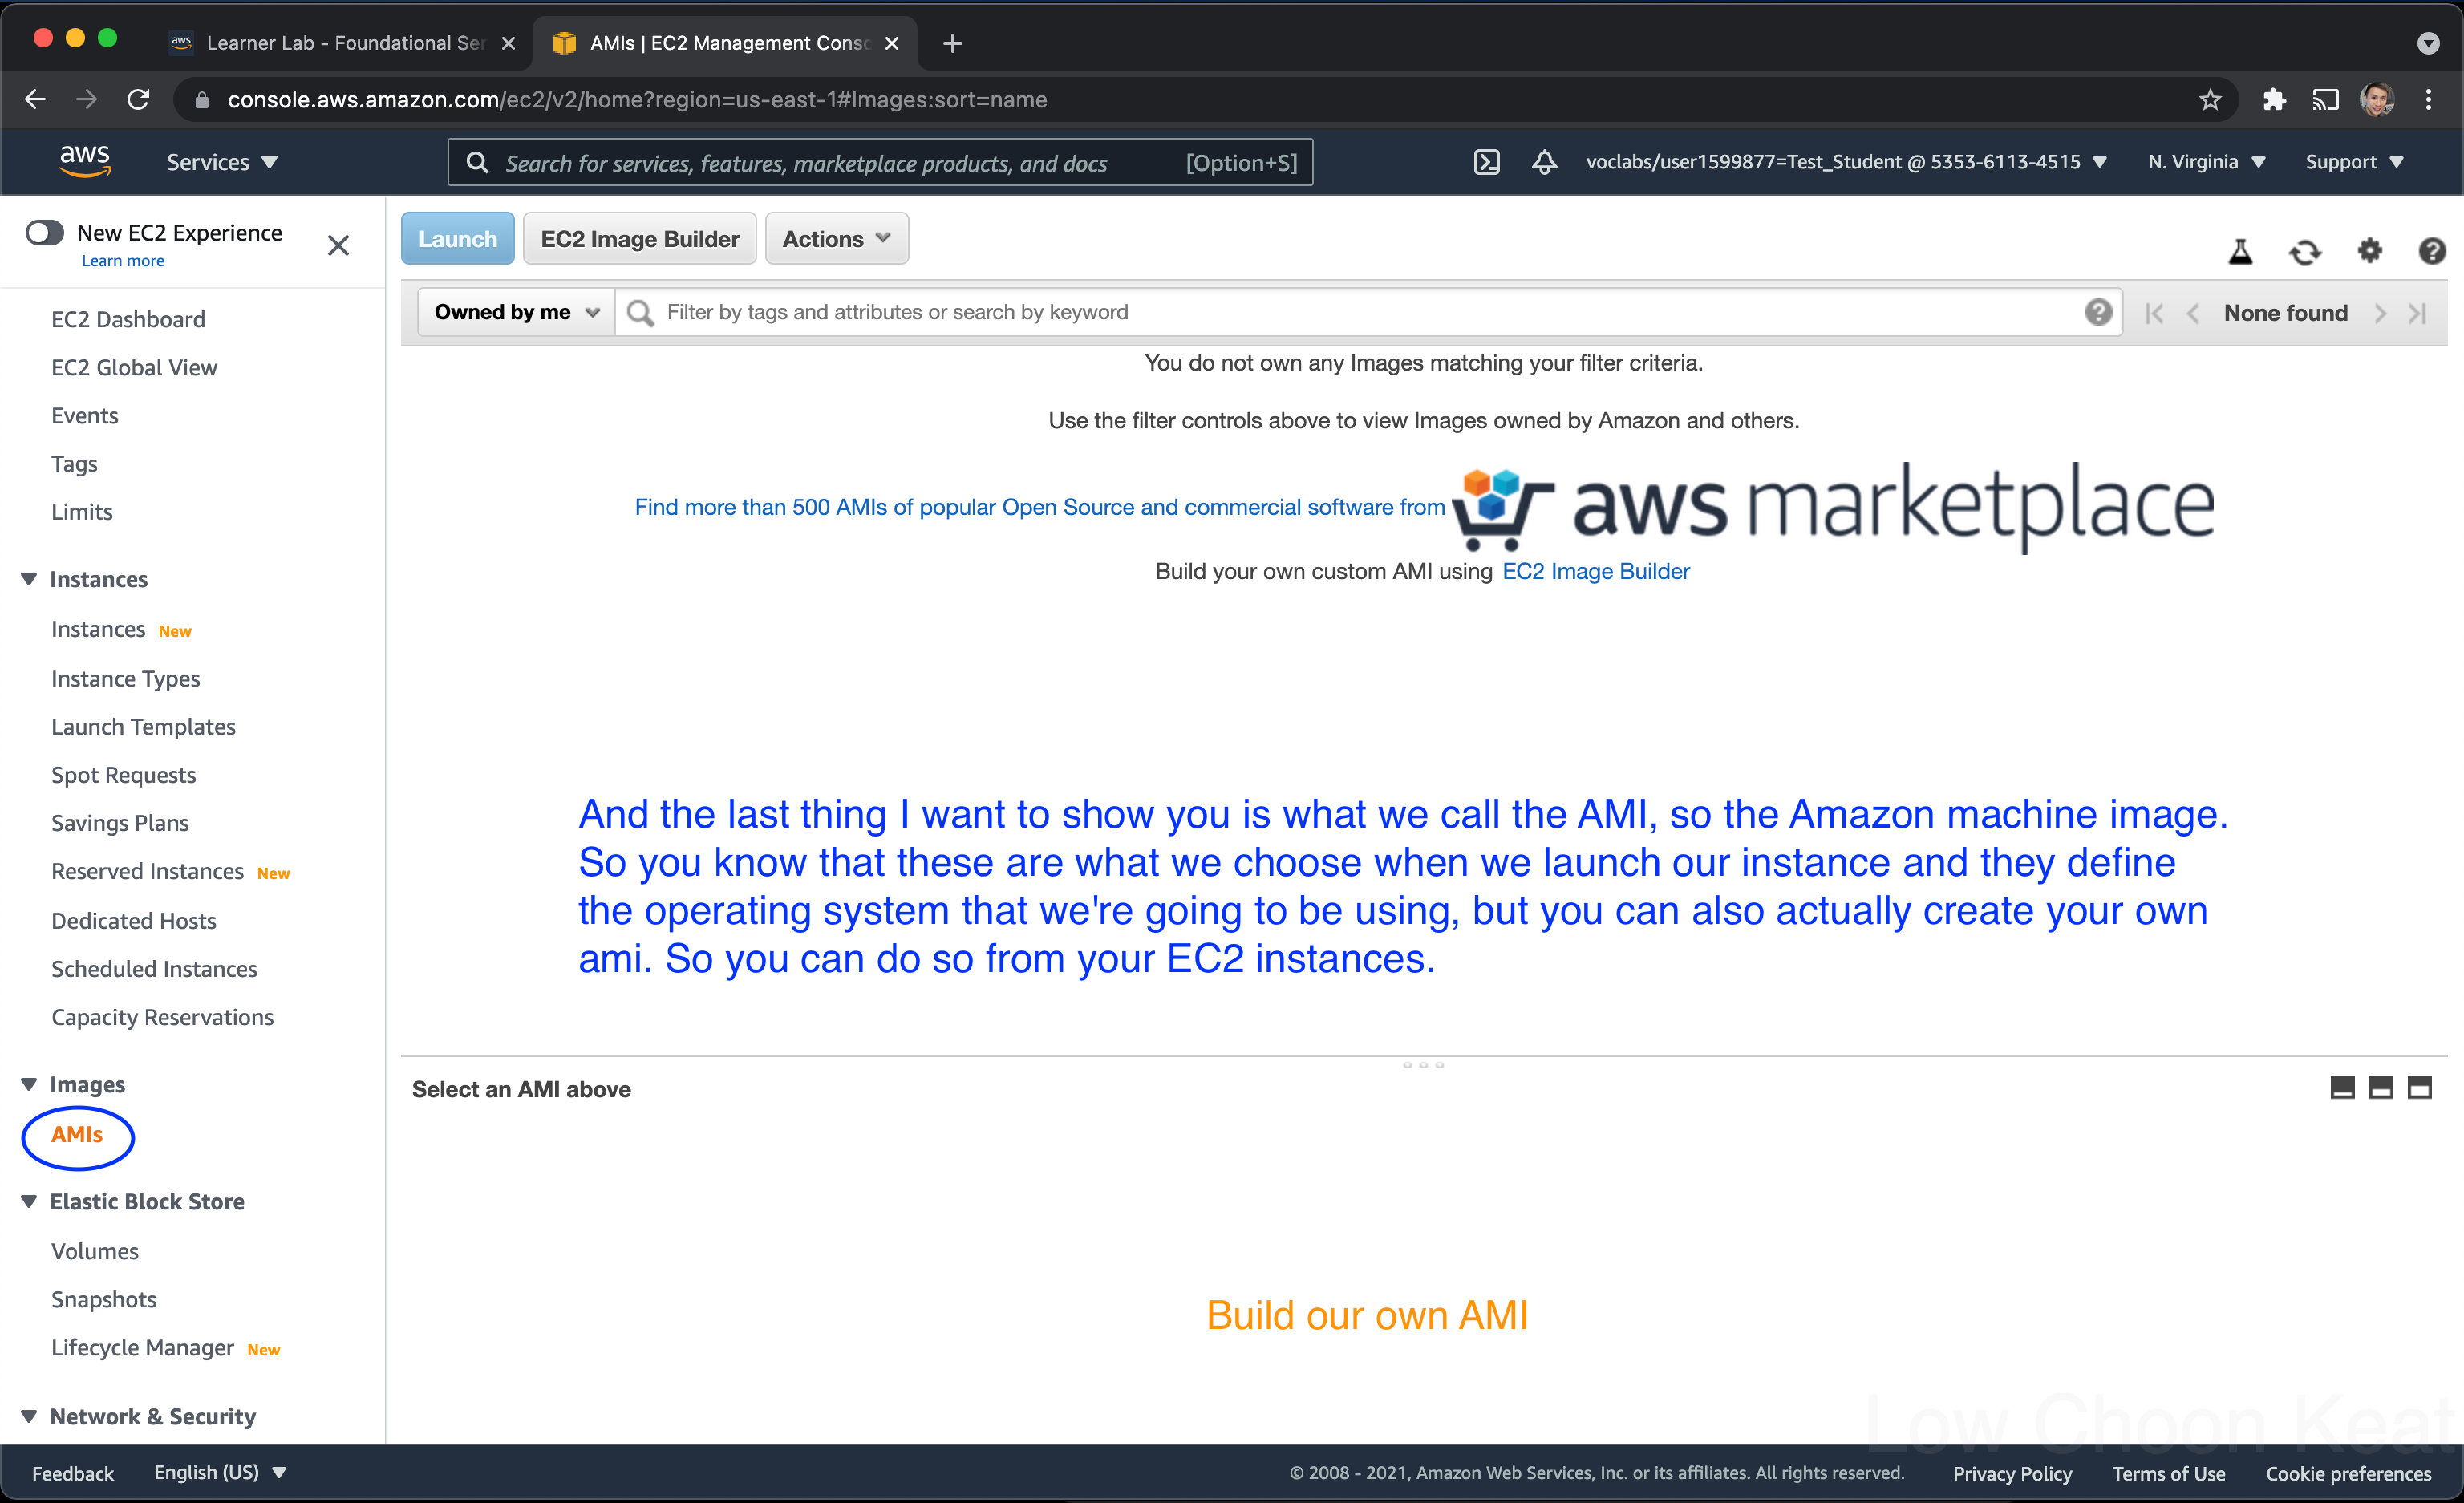 aws Learner Lab - Foundational Ser
AMIs | EC2 Management Conso
console.aws.amazon.com/ec2/v2/home?region=us-east-1#Images:sort=name
aws Services Search for services, features, marketplace products, and docs [Option+S] voclabs/user1599877=Test_Student @ 5353-6113-4515 N. Virginia Support
New EC2 Experience
Learn more
EC2 Dashboard
EC2 Global View
Events
Tags
Limits
Instances
Instances New
Instance Types
Launch Templates
Spot Requests
Savings Plans
Reserved Instances New
Dedicated Hosts
Scheduled Instances
Capacity Reservations
Images
AMIs
Elastic Block Store
Volumes
Snapshots
Lifecycle Manager New
Network & Security
Launch EC2 Image Builder Actions
Owned by me Filter by tags and attributes or search by keyword None found
You do not own any Images matching your filter criteria.
Use the filter controls above to view Images owned by Amazon and others.
Find more than 500 AMIs of popular Open Source and commercial software from aws marketplace
Build your own custom AMI using EC2 Image Builder
And the last thing I want to show you is what we call the AMI, so the Amazon machine image.
So you know that these are what we choose when we launch our instance and they define
the operating system that we're going to be using, but you can also actually create your own
ami. So you can do so from your EC2 instances.
Select an AMI above
Build our own AMI
Low Choon Keat
Feedback English (US) © 2008 - 2021, Amazon Web Services, Inc. or its affiliates. All rights reserved. Privacy Policy Terms of Use Cookie preferences